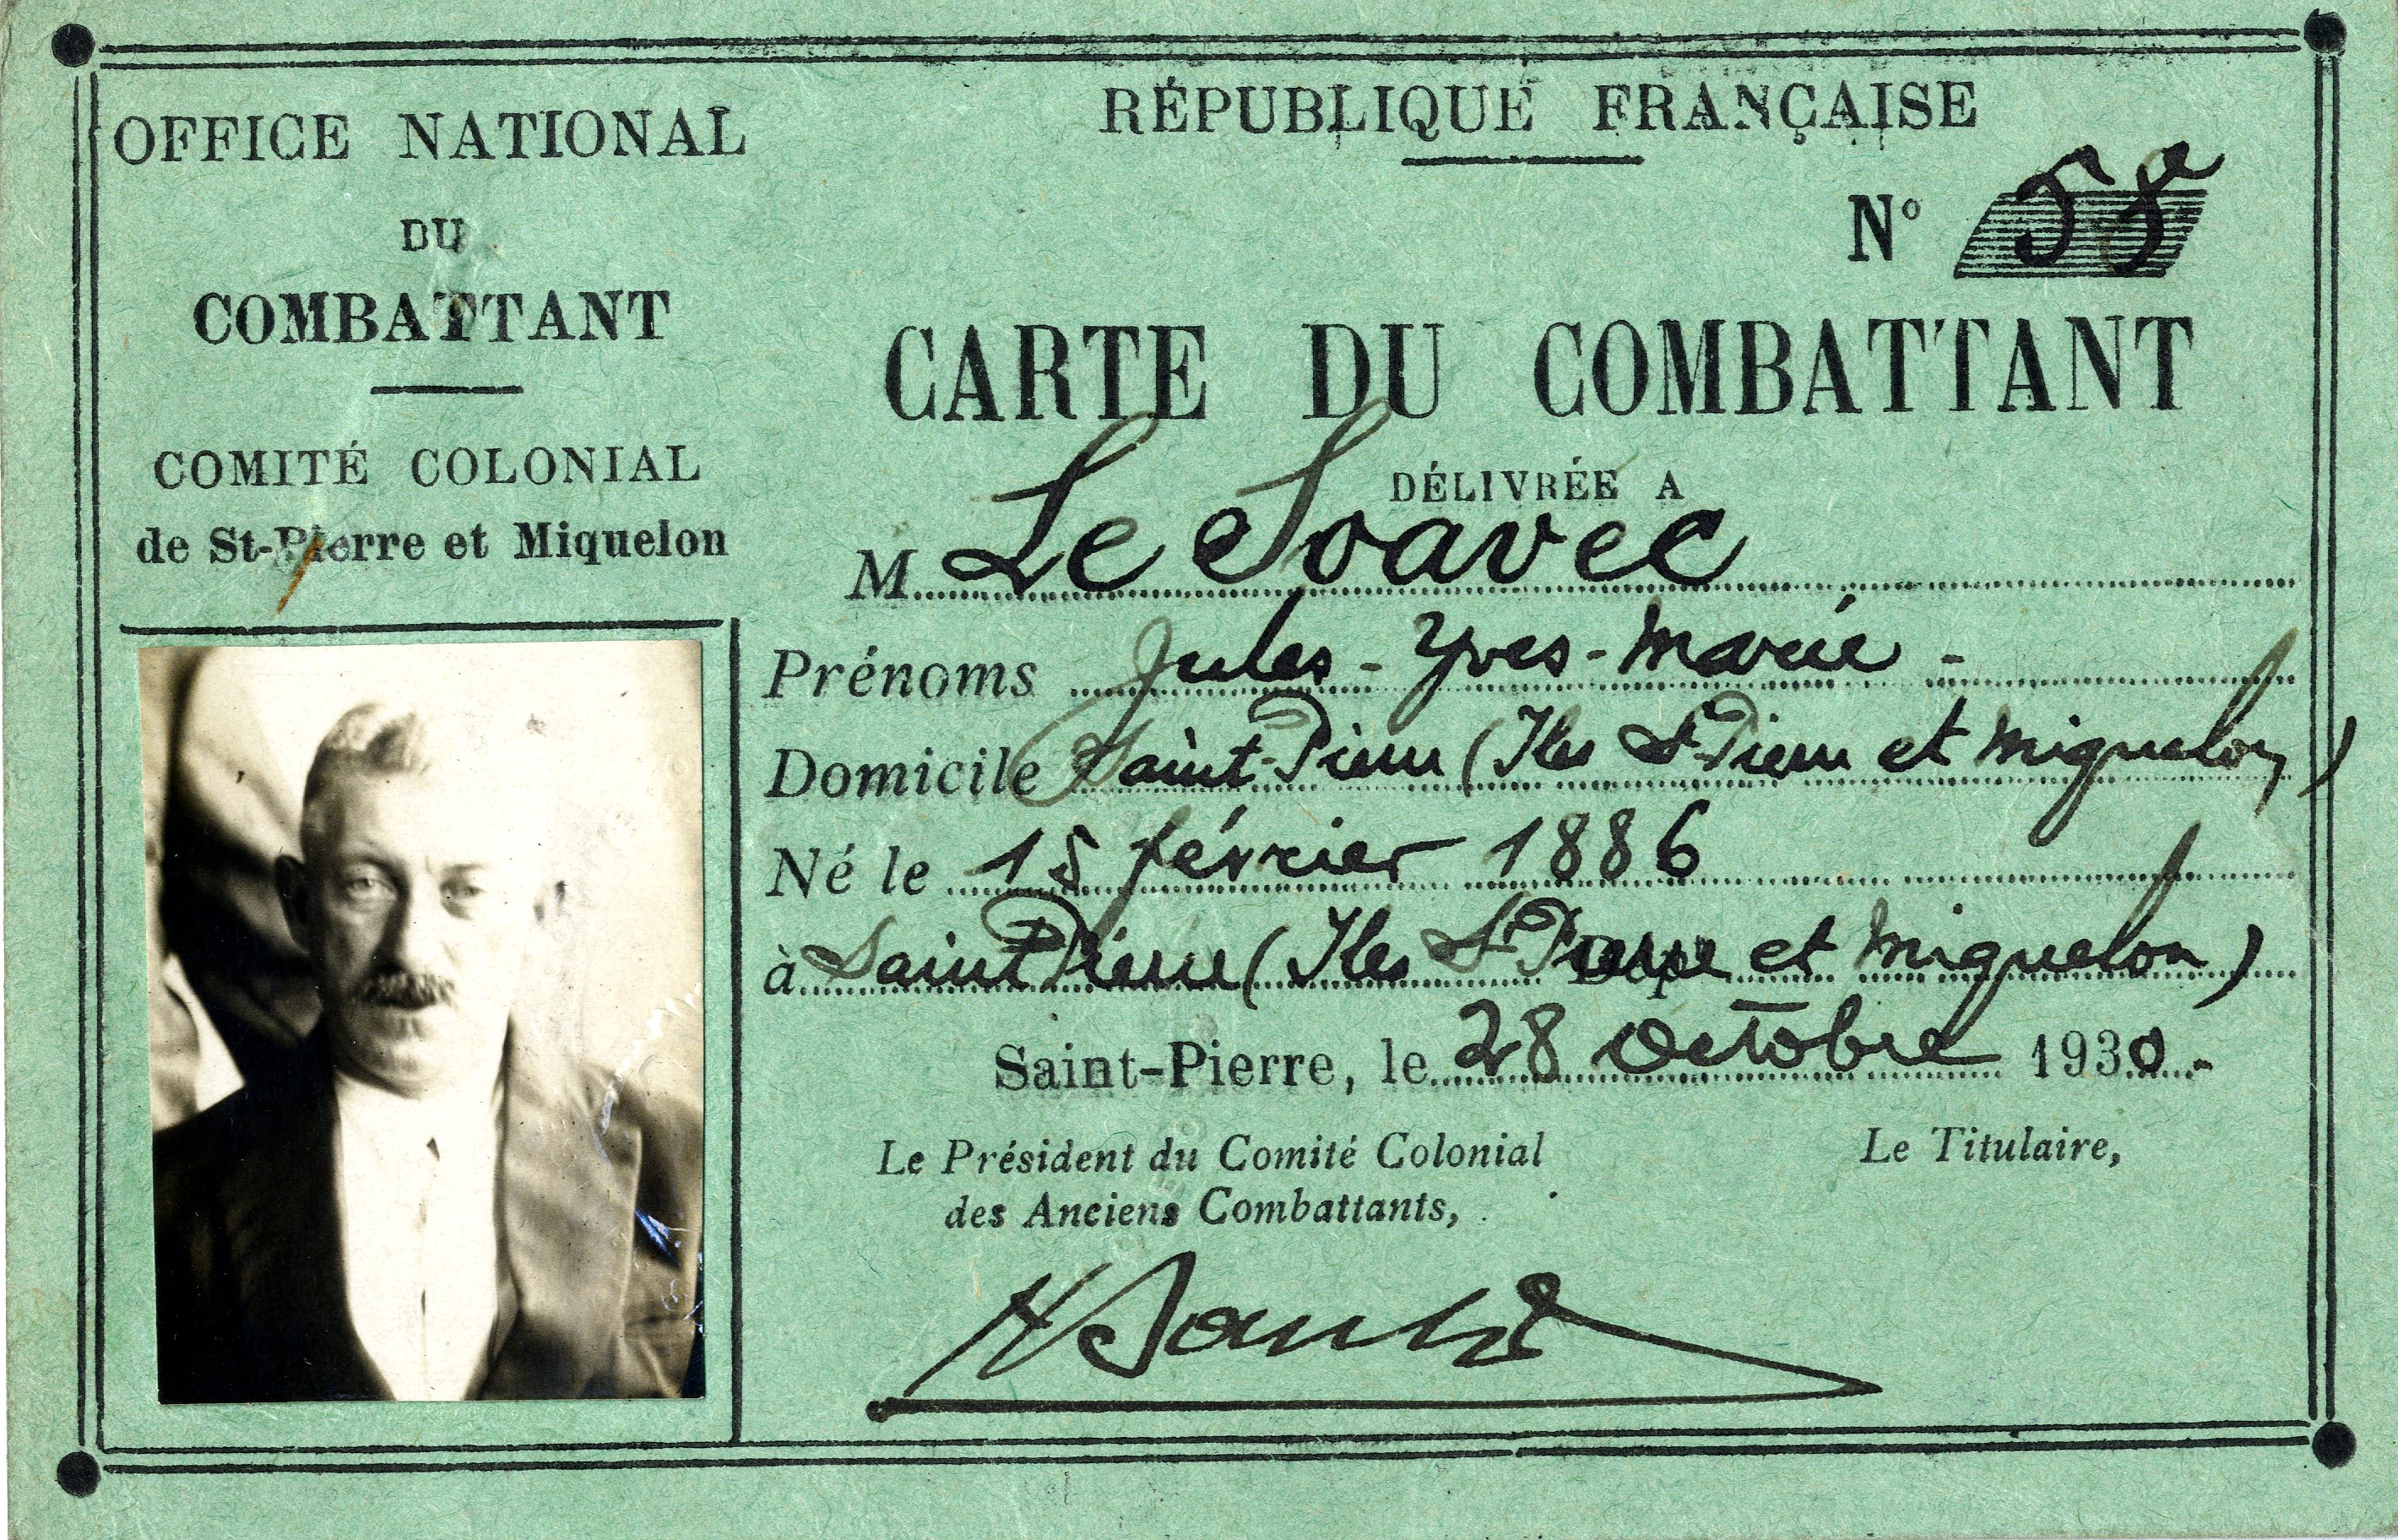 OFFICE NATIONAL
DU
COMBATTANT
COMITÉ COLONIAL
de St-Pierre et Miquelon
RÉPUBLIQUE FRANÇAISE
N° 58
CARTE DU COMBATTANT
DÉLIVRÉE A
M. Le Soavec
Prénoms Jules - Yves - Marie -
Domicile Saint-Pierre (Iles St Pierre et Miquelon)
Né le 15 février 1886
à Saint Pierre (Iles St Pierre et Miquelon)
Saint-Pierre, le 28 Octobre 1930.-
Le Président du Comité Colonial
des Anciens Combattants,
Le Titulaire,